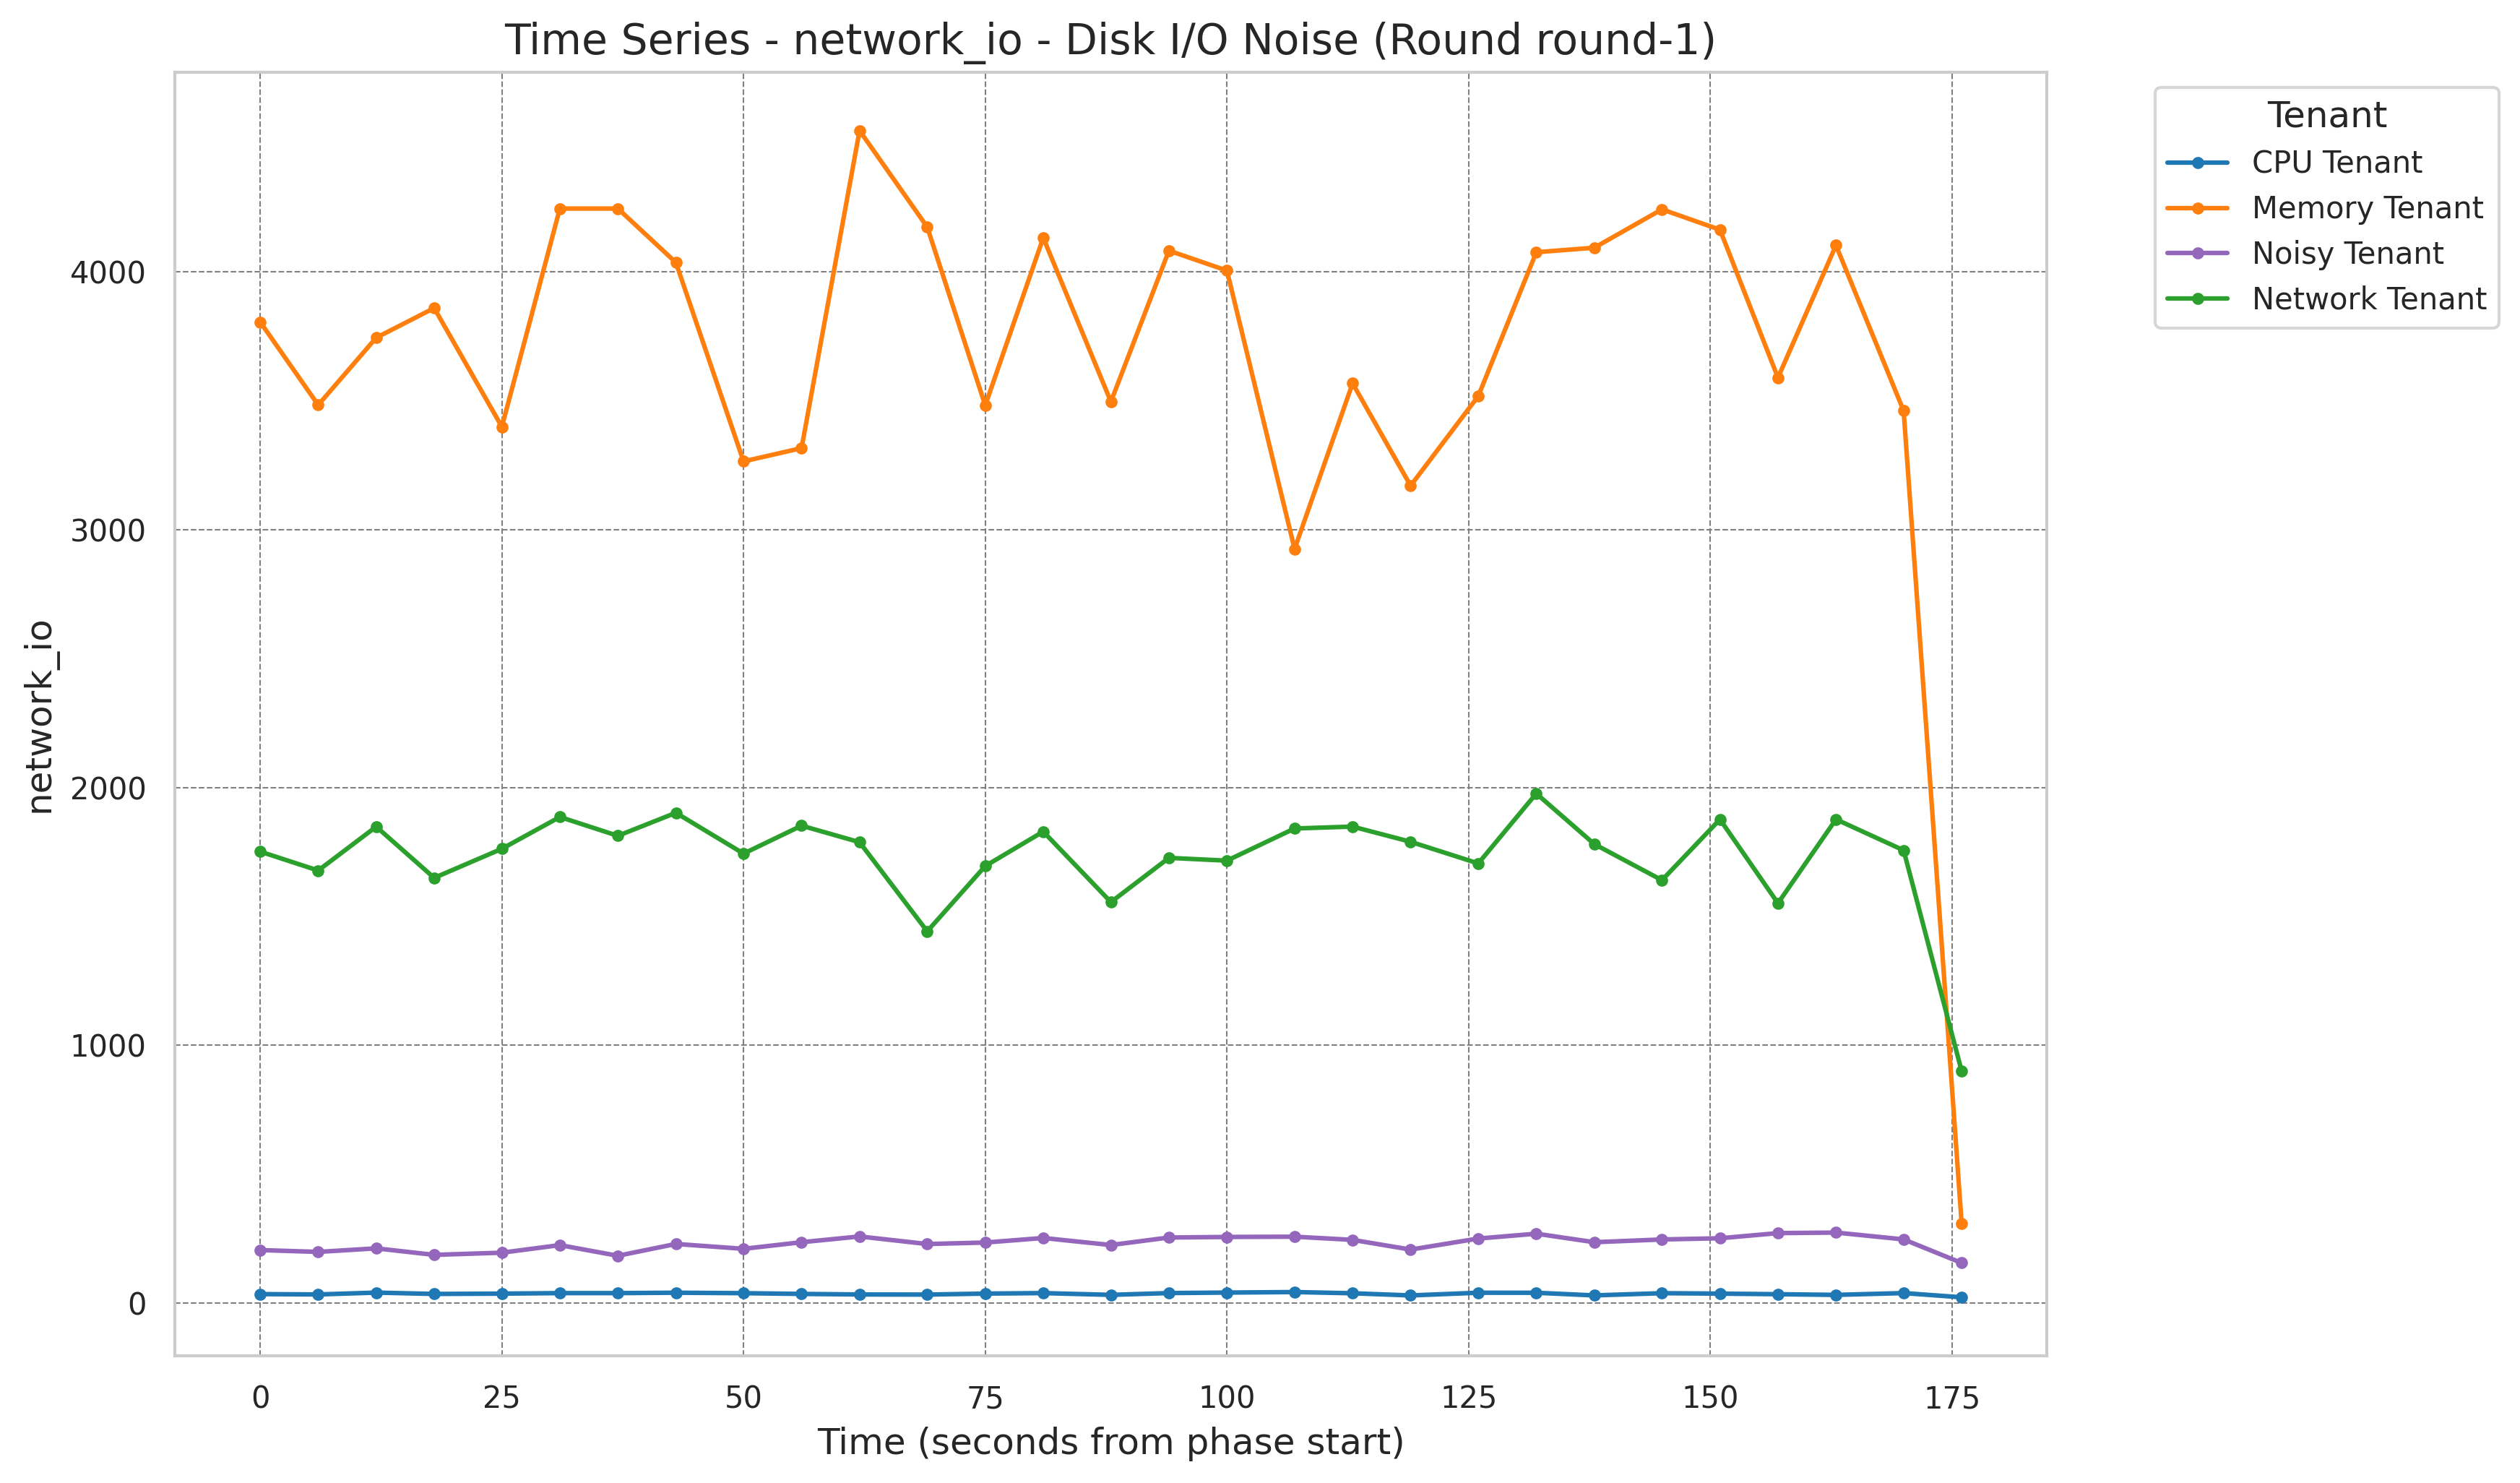 Time Series - network_io - Disk I/O Noise (Round round-1)
Tenant
CPU Tenant
Memory Tenant
Noisy Tenant
Network Tenant
network_io
4000
3000
2000
1000
0
0 25 50 75 100 125 150 175
Time (seconds from phase start)